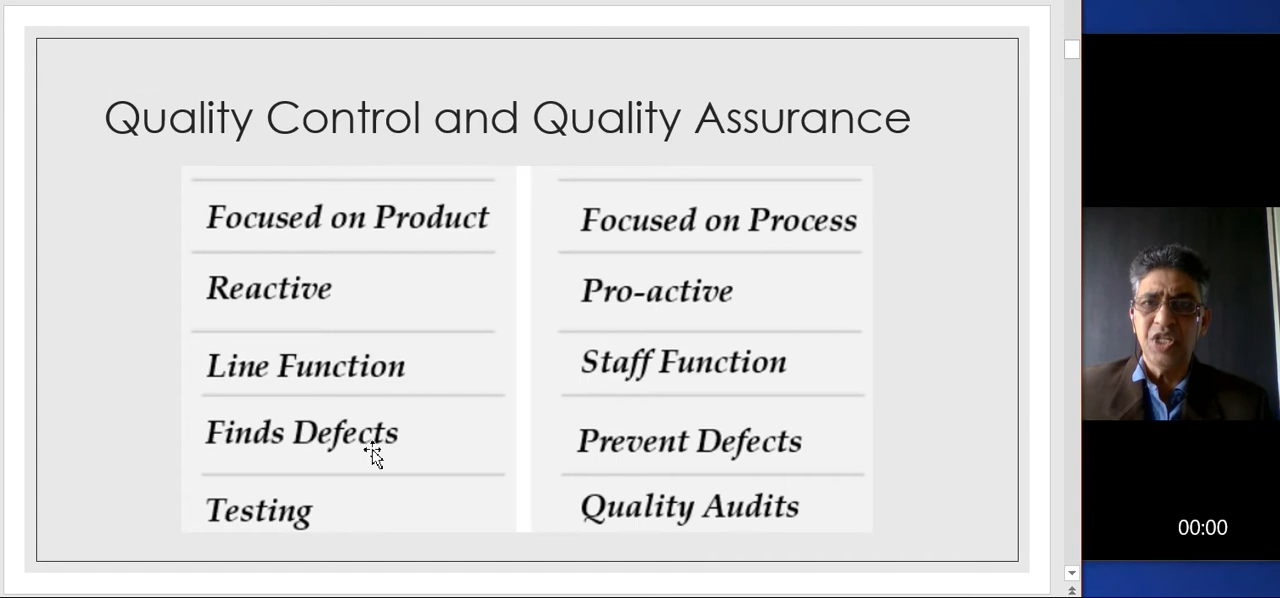 Quality Control and Quality Assurance
Focused on Product
Focused on Process
Reactive
Pro-active
Line Function
Staff Function
Finds Defects
Prevent Defects
Testing
Quality Audits
00:00